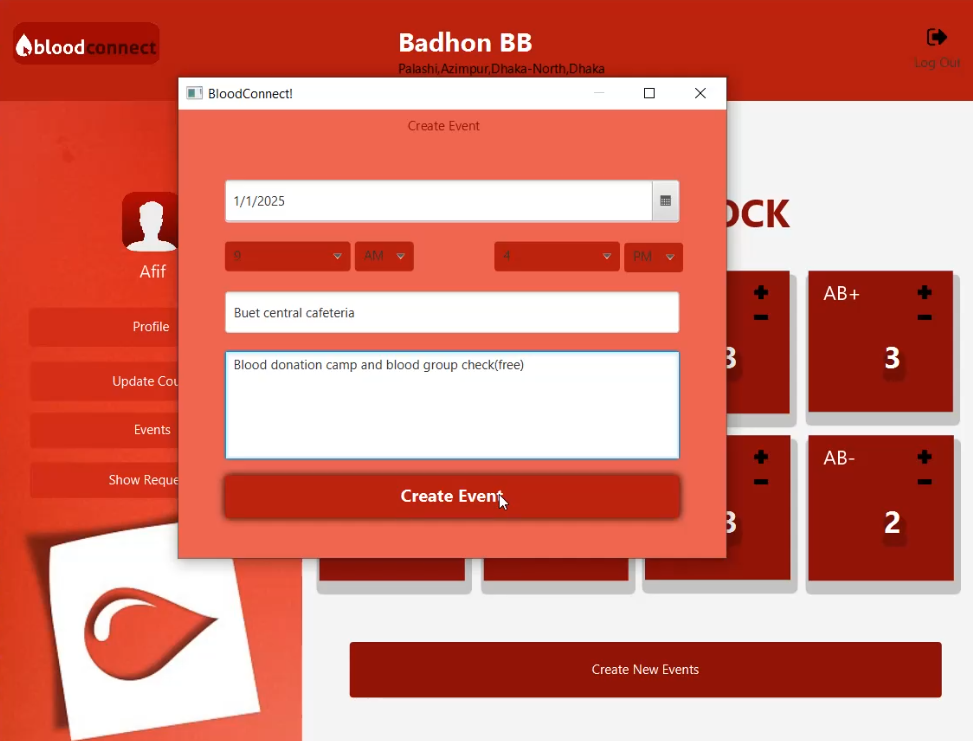 bloodconnect
Badhon BB
Palashi,Azimpur,Dhaka-North,Dhaka
Log Out
BloodConnect!
Create Event
1/1/2025
9 AM 4 PM
Buet central cafeteria
Blood donation camp and blood group check(free)
Create Event
OCK
Afif
Profile
Update Cou
Events
Show Reque
+
-
3
AB+
+
-
3
+
-
3
AB-
+
-
2
Create New Events